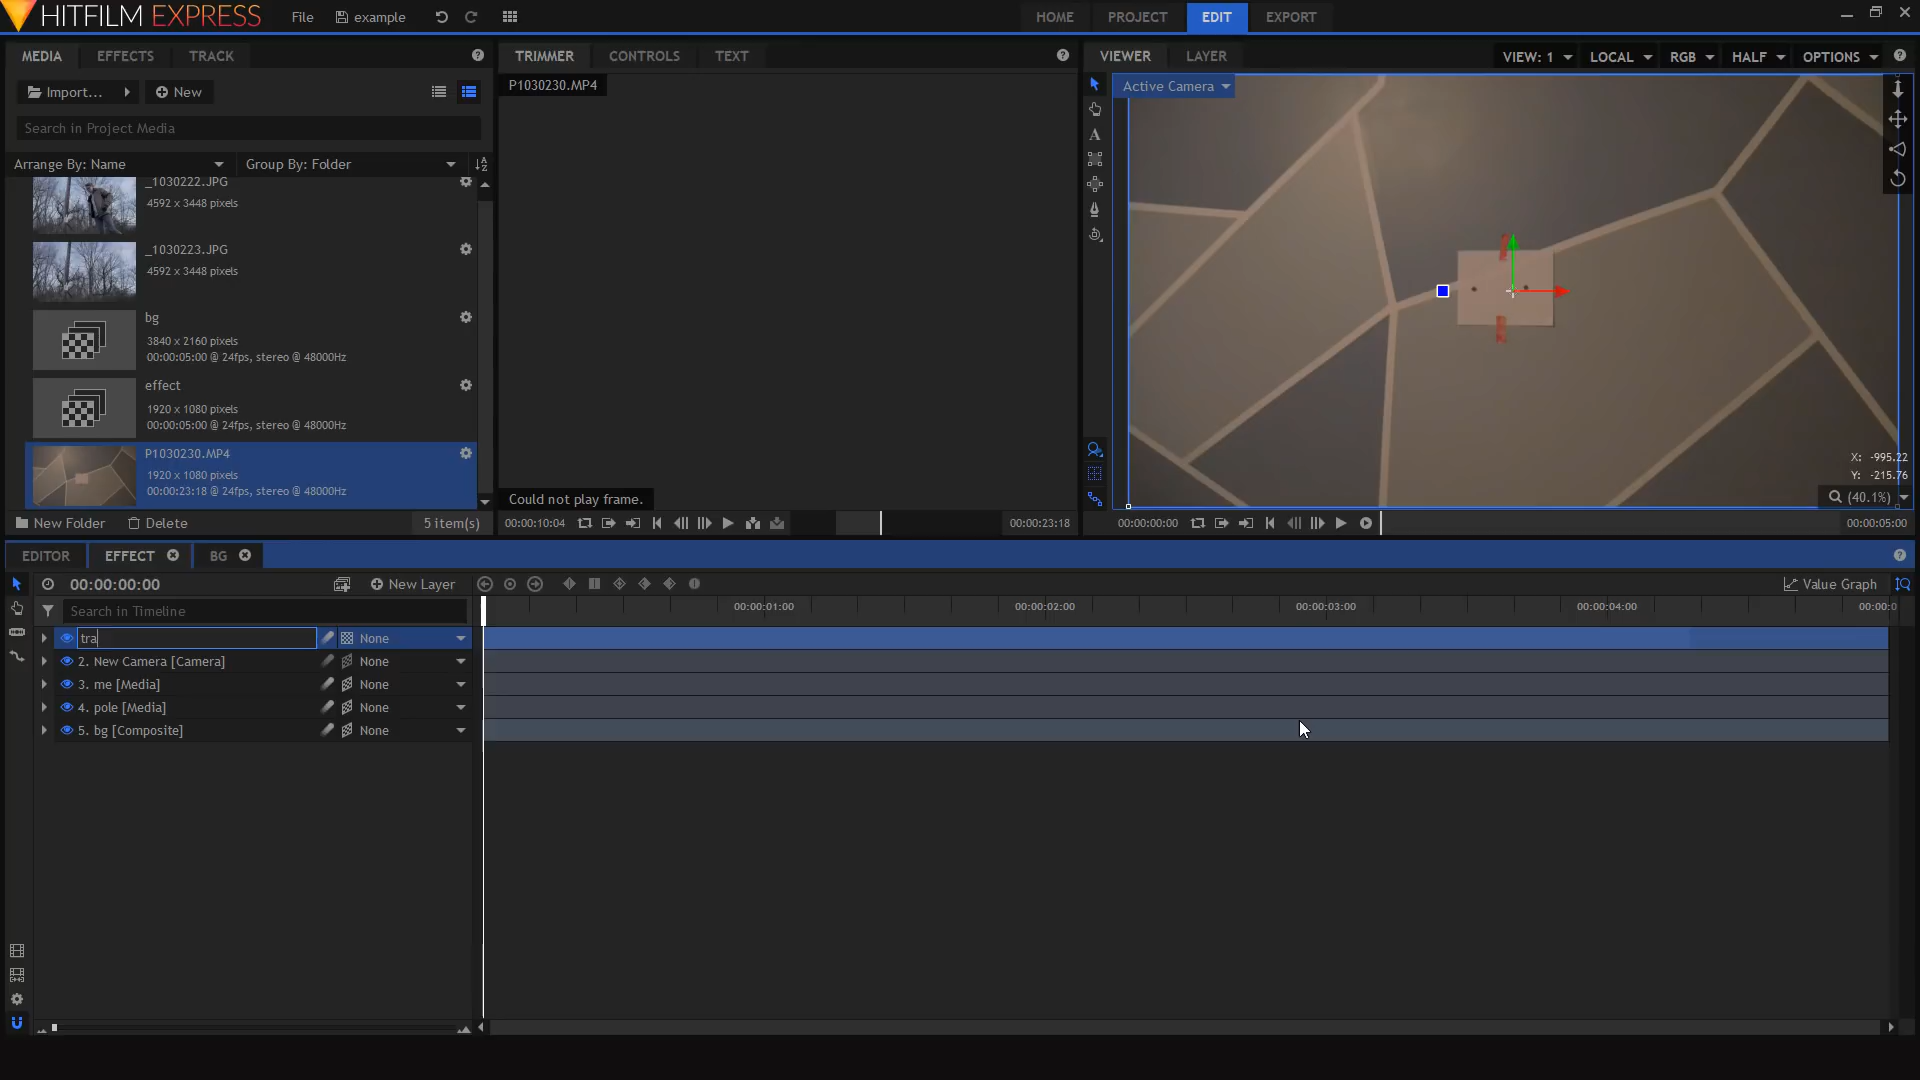 HITFILM EXPRESS
File
example
HOME
PROJECT
EDIT
EXPORT
MEDIA
EFFECTS
TRACK
TRIMMER
CONTROLS
TEXT
VIEWER
LAYER
VIEW: 1
LOCAL
RGB
HALF
OPTIONS
Import...
New
P1030230.MP4
Active Camera
Search in Project Media
Arrange By: Name
Group By: Folder
_1030222.JPG
4592 x 3448 pixels
_1030223.JPG
4592 x 3448 pixels
bg
3840 x 2160 pixels
00:00:05:00 @ 24fps, stereo @ 48000Hz
effect
1920 x 1080 pixels
00:00:05:00 @ 24fps, stereo @ 48000Hz
P1030230.MP4
1920 x 1080 pixels
00:00:23:18 @ 24fps, stereo @ 48000Hz
X: -995.22
Y: -215.76
Could not play frame.
(40.1%)
New Folder
Delete
5 item(s)
00:00:10:04
00:00:23:18
00:00:00:00
00:00:05:00
EDITOR
EFFECT
BG
00:00:00:00
New Layer
Value Graph
Search in Timeline
00:00:01:00
00:00:02:00
00:00:03:00
00:00:04:00
00:00:0
tra
None
2. New Camera [Camera]
None
3. me [Media]
None
4. pole [Media]
None
5. bg [Composite]
None